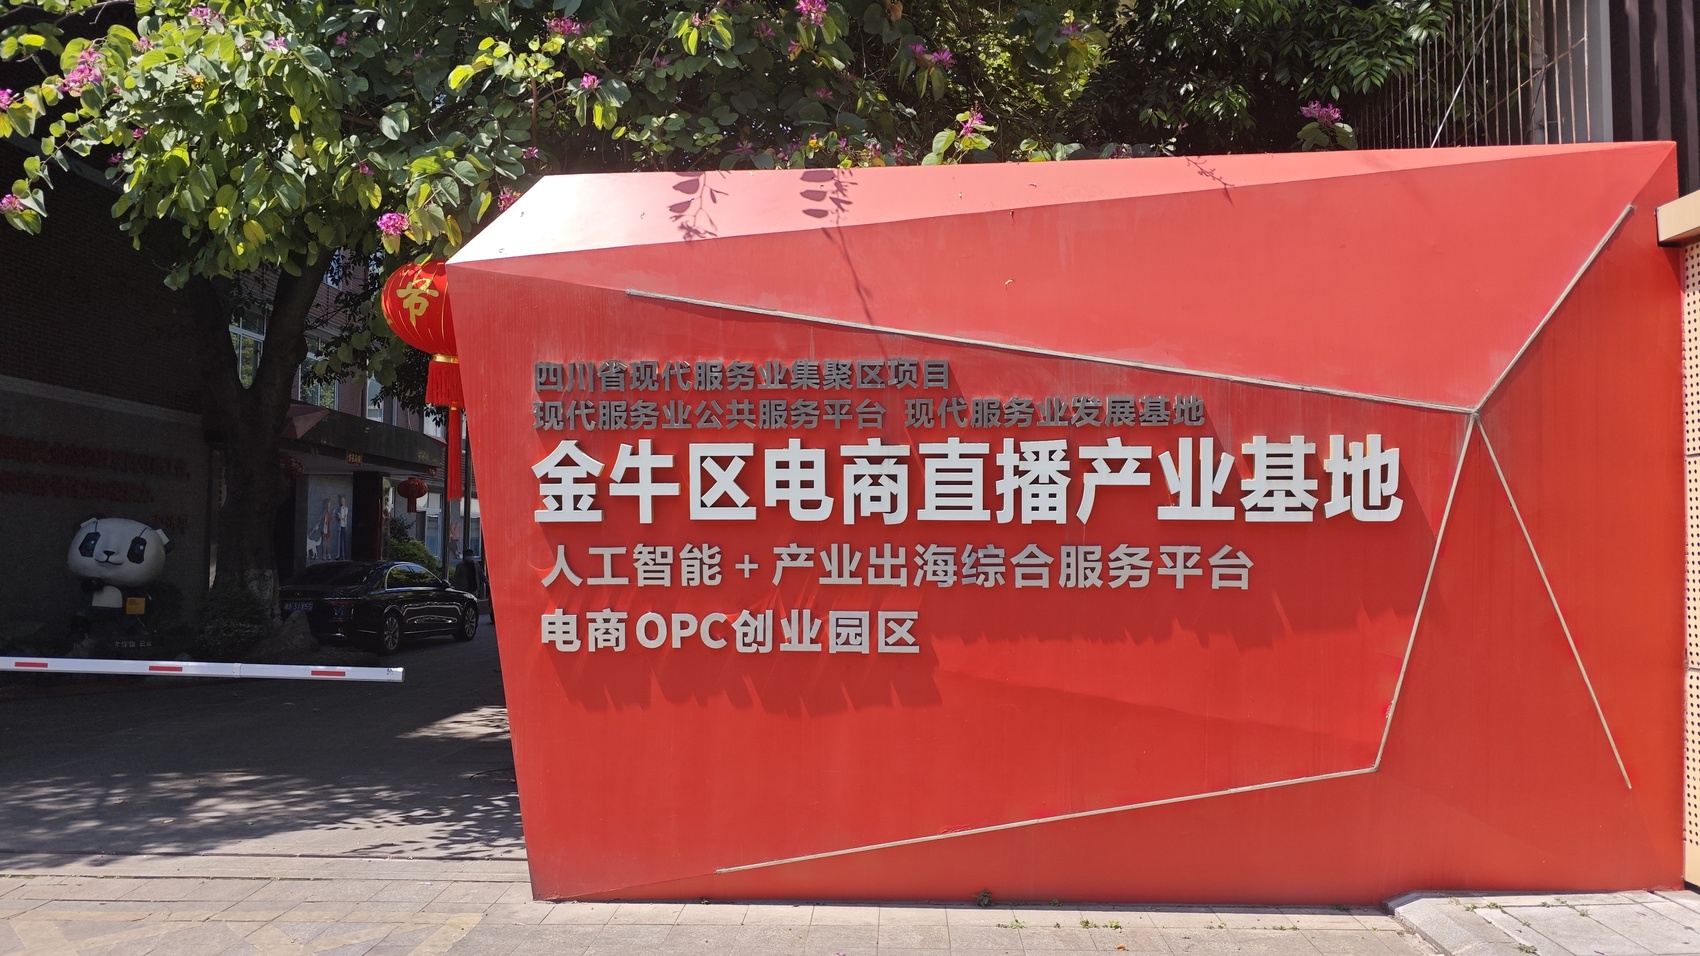 四川省现代服务业集聚区项目
现代服务业公共服务平台 现代服务业发展基地
金牛区电商直播产业基地
人工智能+产业出海综合服务平台
电商OPC创业园区